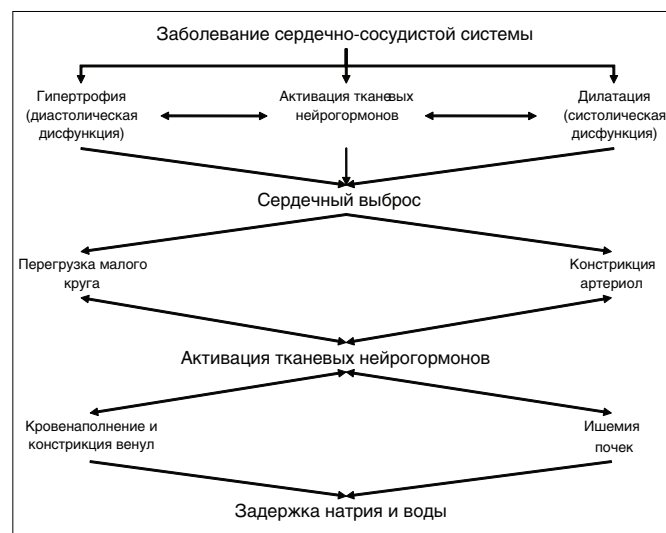 Заболевание сердечно-сосудистой системы
Гипертрофия
(диастолическая
дисфункция)
Активация тканевых
нейрогормонов
Дилатация
(систолическая
дисфункция)
Сердечный выброс
Перегрузка малого
круга
Констрикция
артериол
Активация тканевых нейрогормонов
Кровенаполнение и
констрикция венул
Ишемия
почек
Задержка натрия и воды